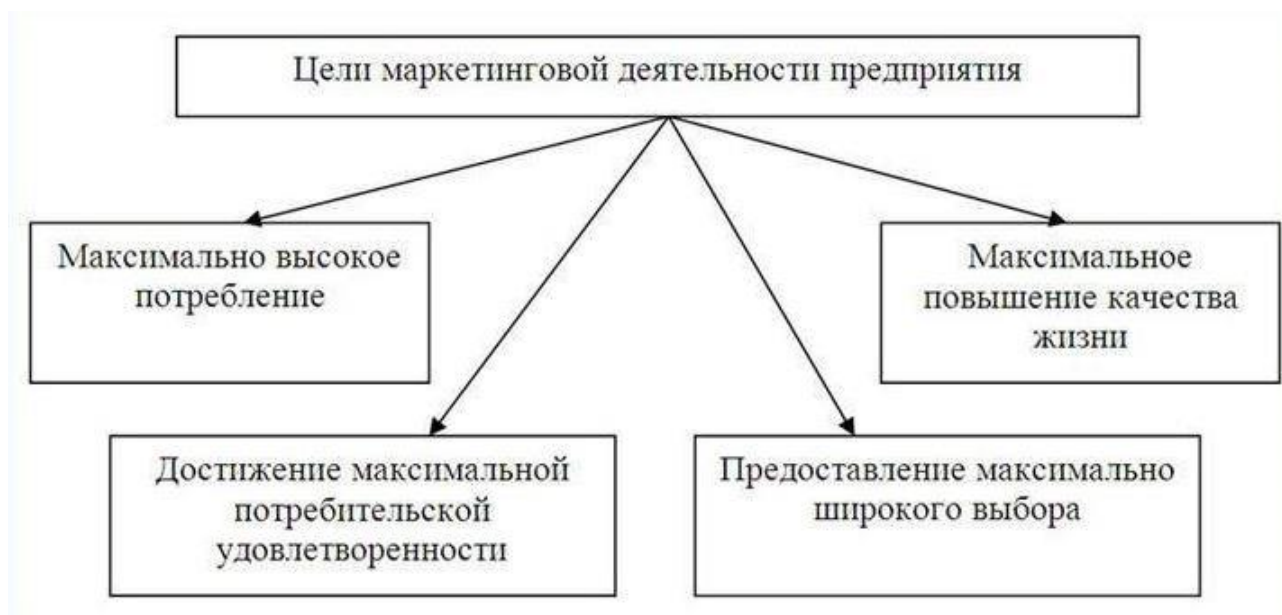 Цели маркетинговой деятельности предприятия
Максимально высокое
потребление
Максимальное
повышение качества
жизни
Достижение максимальной
потребительской
удовлетворенности
Предоставление максимально
широкого выбора